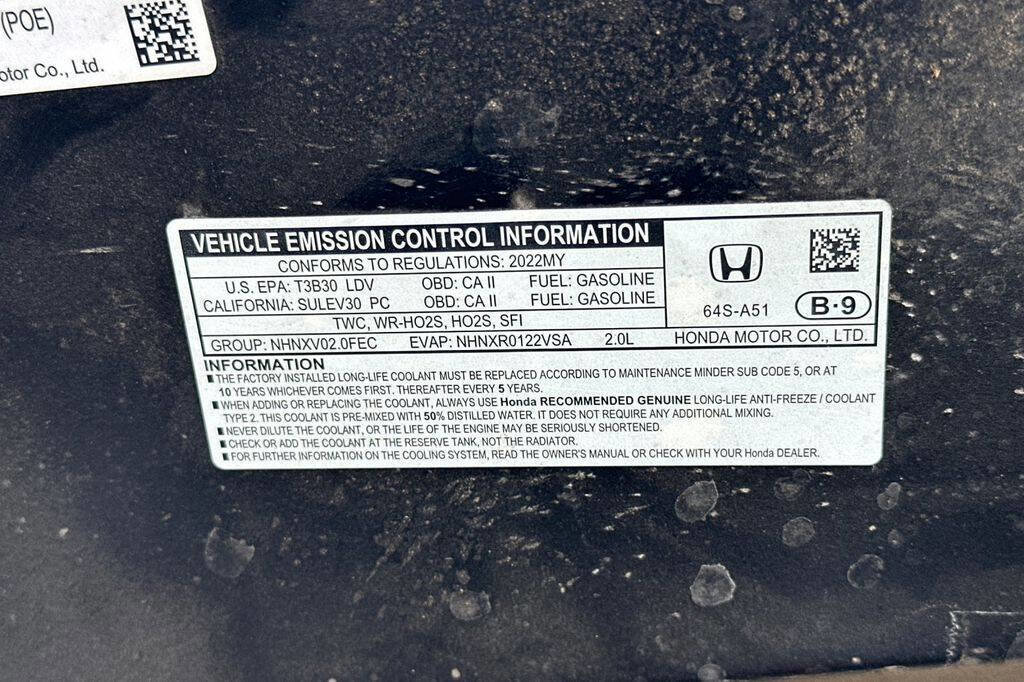 (POE)
otor Co., Ltd.
VEHICLE EMISSION CONTROL INFORMATION
CONFORMS TO REGULATIONS: 2022MY
U.S. EPA: T3B30 LDV OBD: CA II FUEL: GASOLINE
CALIFORNIA: SULEV30 PC OBD: CA II FUEL: GASOLINE
TWC, WR-HO2S, HO2S, SFI
64S-A51
B·9
GROUP: NHNXV02.0FEC EVAP: NHNXR0122VSA 2.0L HONDA MOTOR CO., LTD.
INFORMATION
■ THE FACTORY INSTALLED LONG-LIFE COOLANT MUST BE REPLACED ACCORDING TO MAINTENANCE MINDER SUB CODE 5, OR AT
10 YEARS WHICHEVER COMES FIRST. THEREAFTER EVERY 5 YEARS.
■ WHEN ADDING OR REPLACING THE COOLANT, ALWAYS USE Honda RECOMMENDED GENUINE LONG-LIFE ANTI-FREEZE / COOLANT
TYPE 2. THIS COOLANT IS PRE-MIXED WITH 50% DISTILLED WATER. IT DOES NOT REQUIRE ANY ADDITIONAL MIXING.
■ NEVER DILUTE THE COOLANT, OR THE LIFE OF THE ENGINE MAY BE SERIOUSLY SHORTENED.
■ CHECK OR ADD THE COOLANT AT THE RESERVE TANK, NOT THE RADIATOR.
■ FOR FURTHER INFORMATION ON THE COOLING SYSTEM, READ THE OWNER'S MANUAL OR CHECK WITH YOUR Honda DEALER.